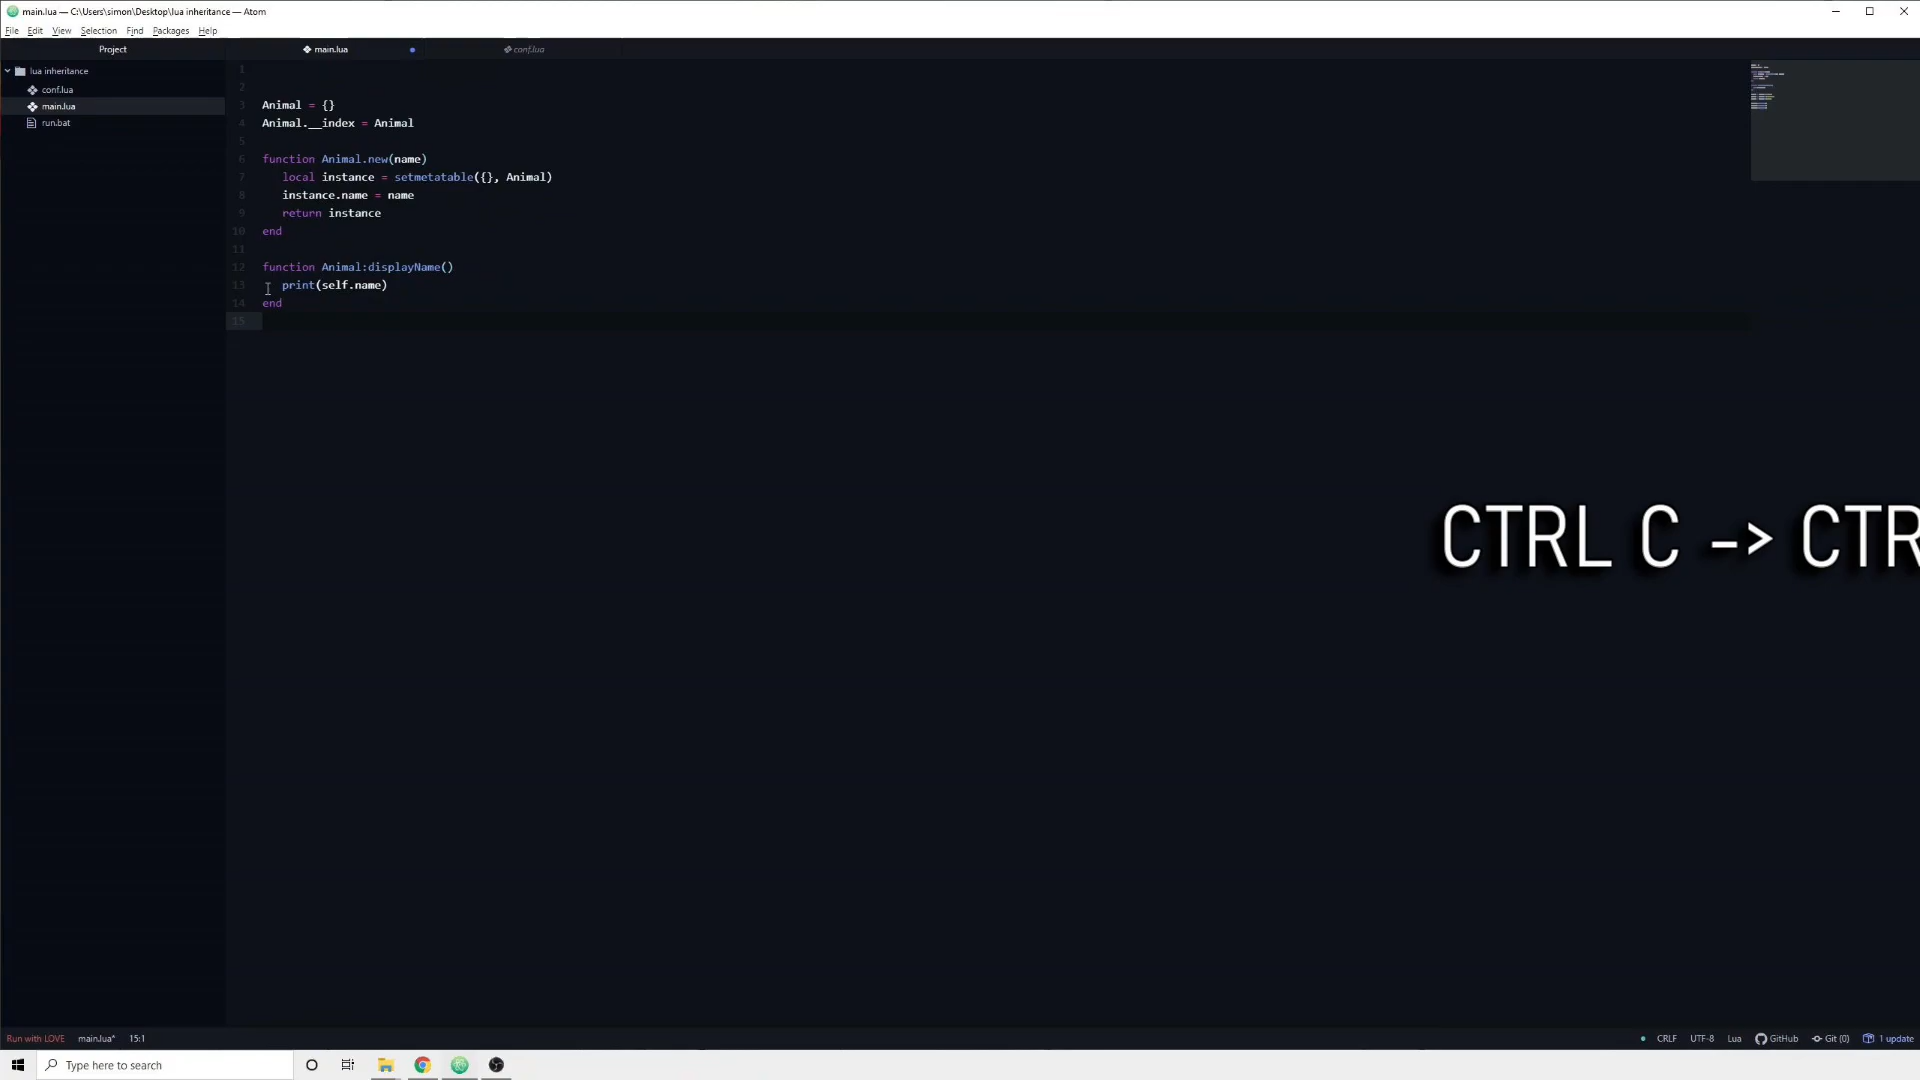 main.lua — C:\Users\simon\Desktop\lua inheritance — Atom
File Edit View Selection Find Packages Help
Project
main.lua
conf.lua
lua inheritance
conf.lua
main.lua
run.bat
1
2
3 Animal = {}
4 Animal.__index = Animal
5
6 function Animal.new(name)
7 local instance = setmetatable({}, Animal)
8 instance.name = name
9 return instance
10 end
11
12 function Animal:displayName()
13 print(self.name)
14 end
15
CTRL C -> CTR
Run with LOVE main.lua* 15:1
CRLF UTF-8 Lua GitHub Git (0) 1 update
Type here to search